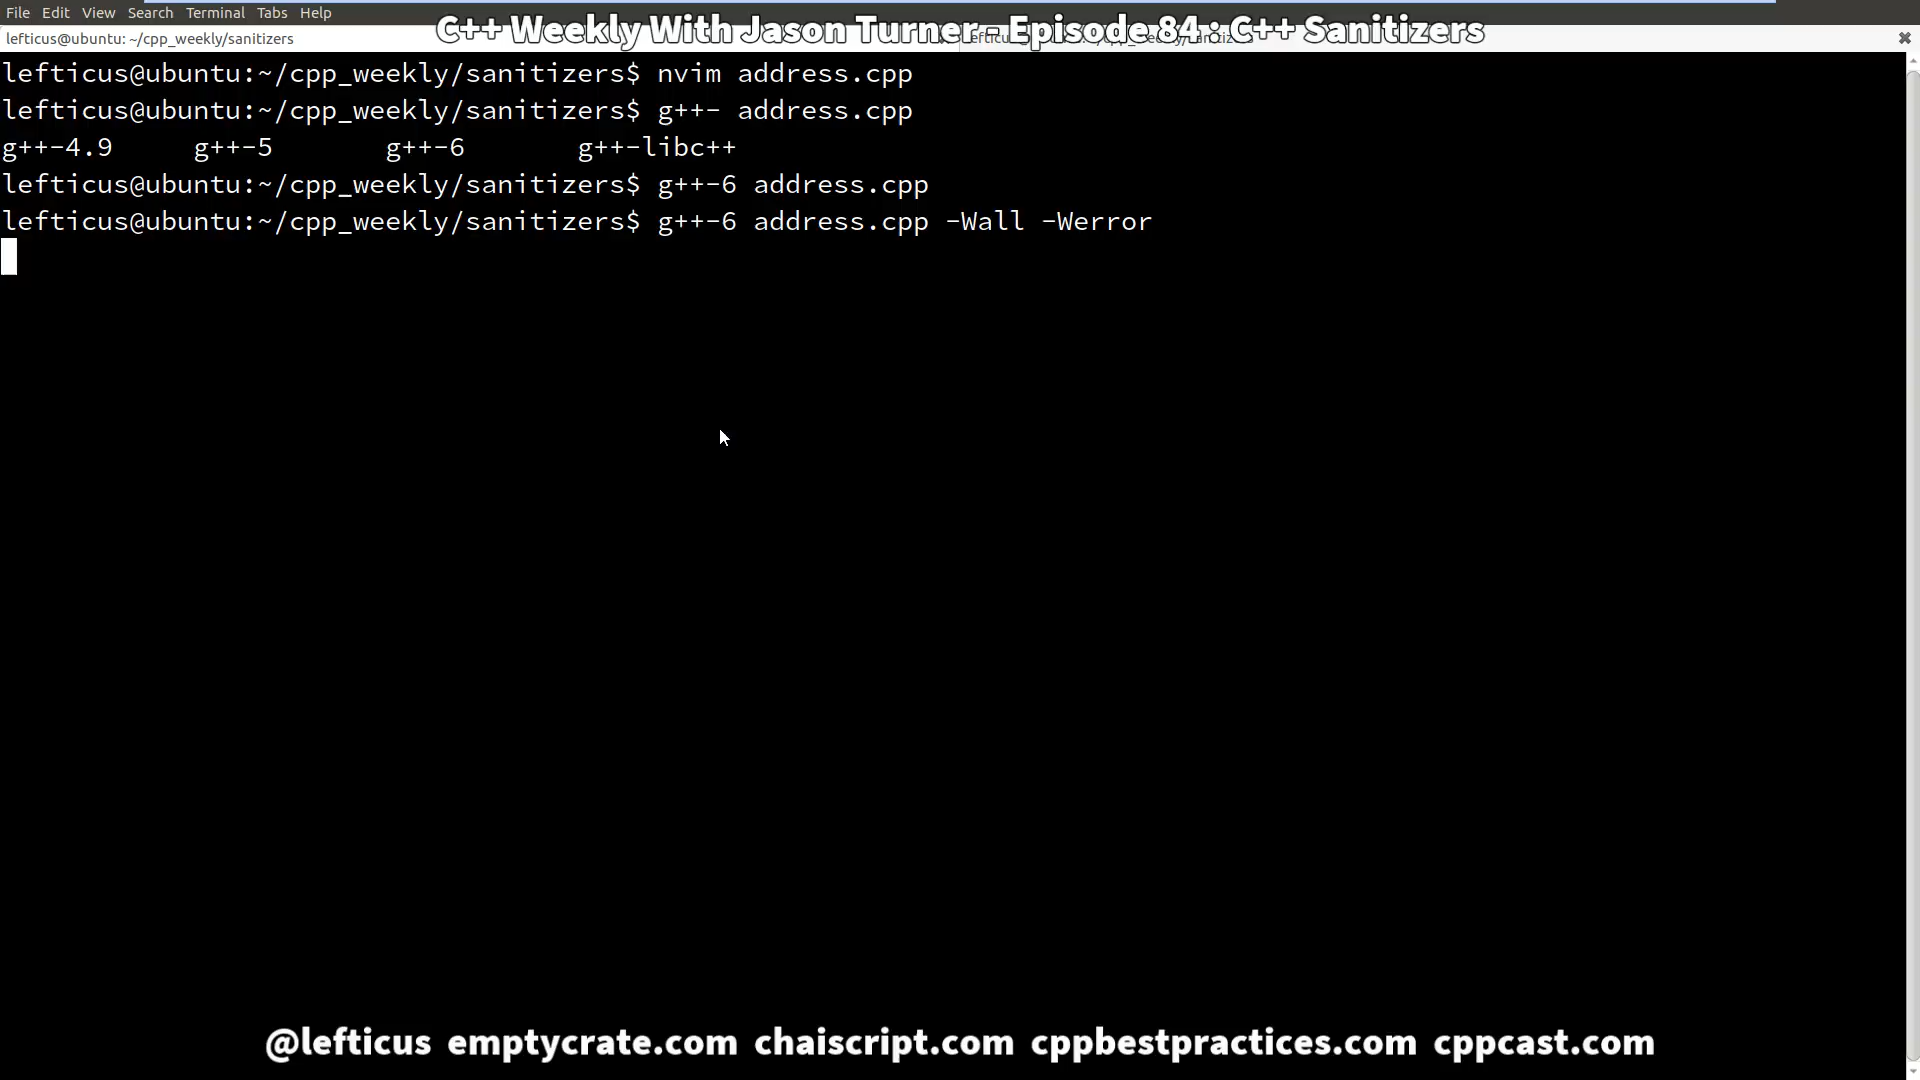 File Edit View Search Terminal Tabs Help
C++ Weekly With Jason Turner - Episode 84 : C++ Sanitizers
lefticus@ubuntu: ~/cpp_weekly/sanitizers
lefticus@ubuntu:~/cpp_weekly/sanitizers$ nvim address.cpp
lefticus@ubuntu:~/cpp_weekly/sanitizers$ g++- address.cpp
g++-4.9 g++-5 g++-6 g++-libc++
lefticus@ubuntu:~/cpp_weekly/sanitizers$ g++-6 address.cpp
lefticus@ubuntu:~/cpp_weekly/sanitizers$ g++-6 address.cpp -Wall -Werror
@lefticus emptycrate.com chaiscript.com cppbestpractices.com cppcast.com